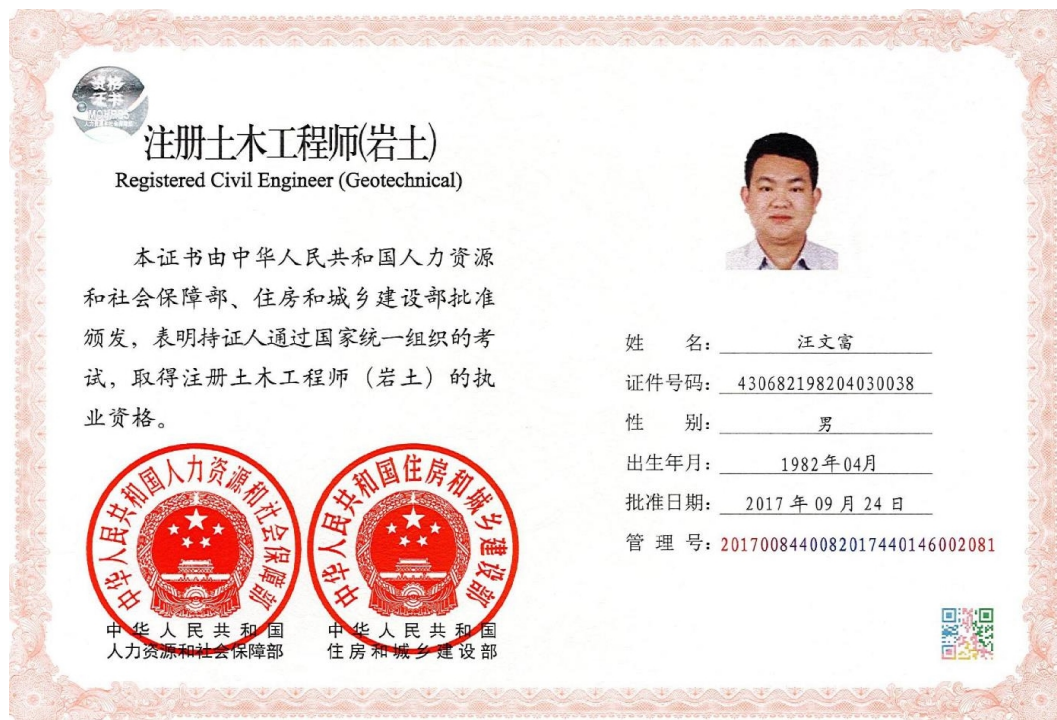 资格
证书
注册土木工程师(岩土)
Registered Civil Engineer (Geotechnical)
本证书由中华人民共和国人力资源
和社会保障部、住房和城乡建设部批准
颁发，表明持证人通过国家统一组织的考
试，取得注册土木工程师（岩土）的执
业资格。
中华人民共和国人力资源和社会保障部
中华人民共和国住房和城乡建设部
中华人民共和国
人力资源和社会保障部
中华人民共和国
住房和城乡建设部
姓 名： 汪文富
证件号码： 430682198204030038
性 别： 男
出生年月： 1982年04月
批准日期： 2017 年 09 月 24 日
管 理 号： 2017008440082017440146002081